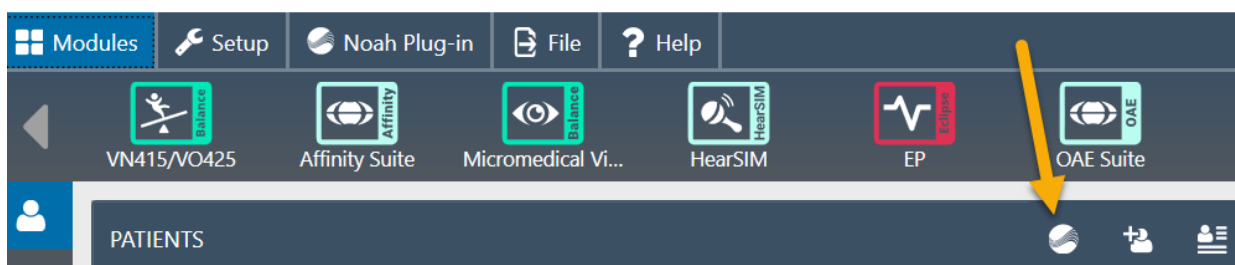 Modules Setup Noah Plug-in File ? Help
Balance Affinity Balance HearSIM Eclipse OAE
VN415/VO425 Affinity Suite Micromedical Vi... HearSIM EP OAE Suite
PATIENTS